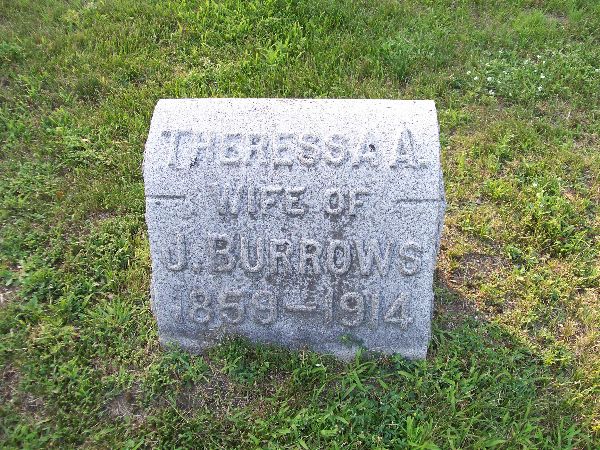 THERESSA A.
WIFE OF
J. BURROWS
1859–1914